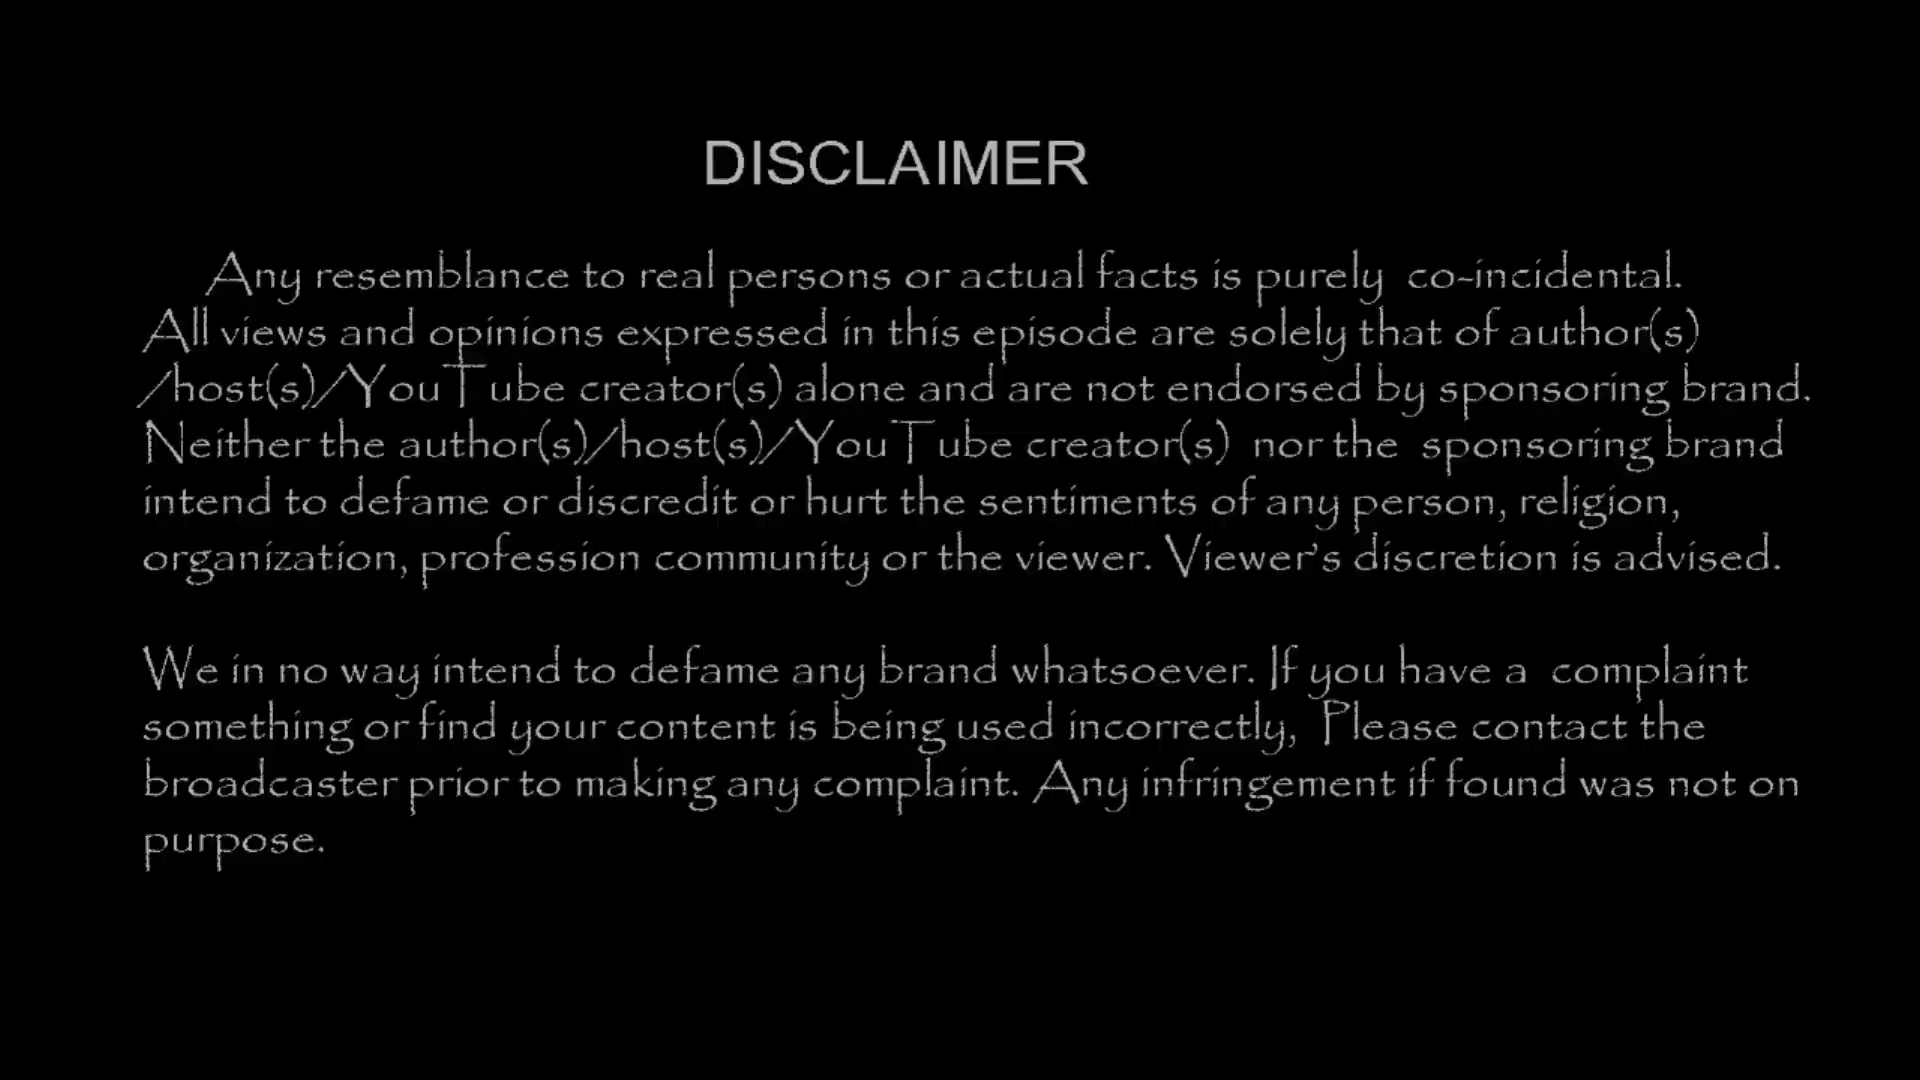 DISCLAIMER
Any resemblance to real persons or actual facts is purely co-incidental.
All views and opinions expressed in this episode are solely that of author(s)
/host(s)/YouTube creator(s) alone and are not endorsed by sponsoring brand.
Neither the author(s)/host(s)/YouTube creator(s) nor the sponsoring brand
intend to defame or discredit or hurt the sentiments of any person, religion,
organization, profession community or the viewer. Viewer's discretion is advised.
We in no way intend to defame any brand whatsoever. If you have a complaint
something or find your content is being used incorrectly, Please contact the
broadcaster prior to making any complaint. Any infringement if found was not on
purpose.